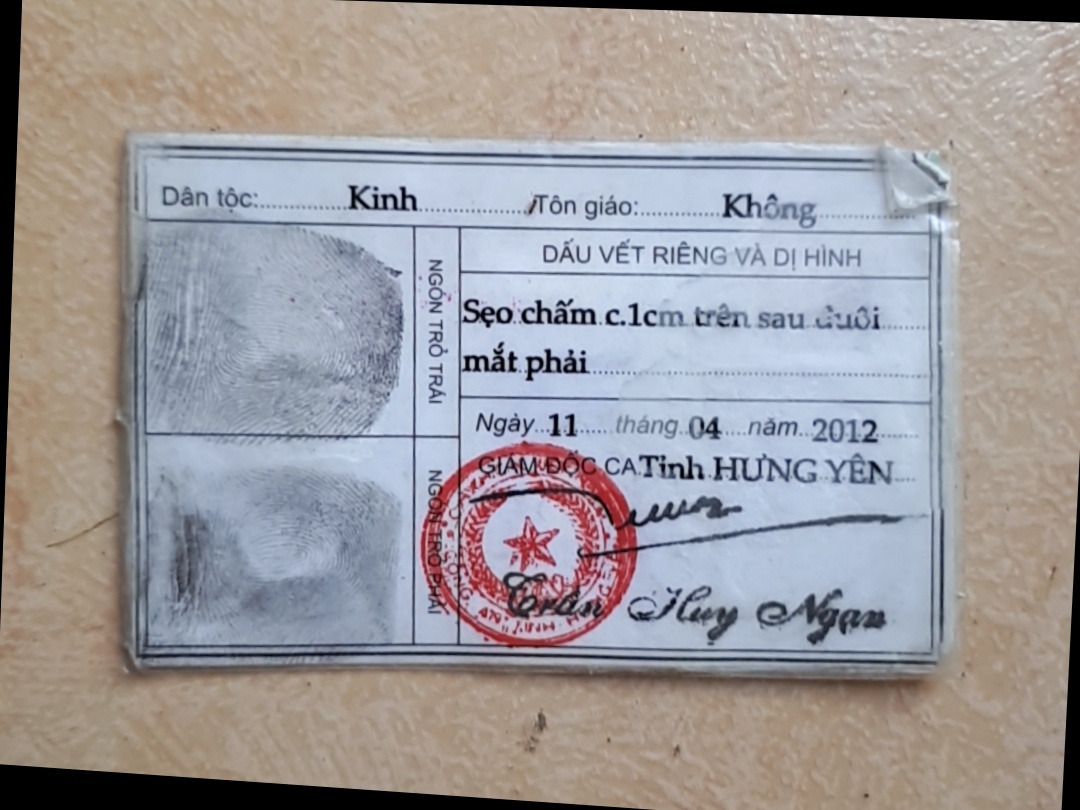 Dân tộc: Kinh Tôn giáo: Không
NGÓN TRỎ TRÁI
DẤU VẾT RIÊNG VÀ DỊ HÌNH
Sẹo chấm c.1cm trên sau đuôi
mắt phải
Ngày 11 tháng 04 năm 2012
GIÁM ĐỐC CA Tỉnh HƯNG YÊN
NGÓN TRỎ PHẢI
Trần Huy Ngạn